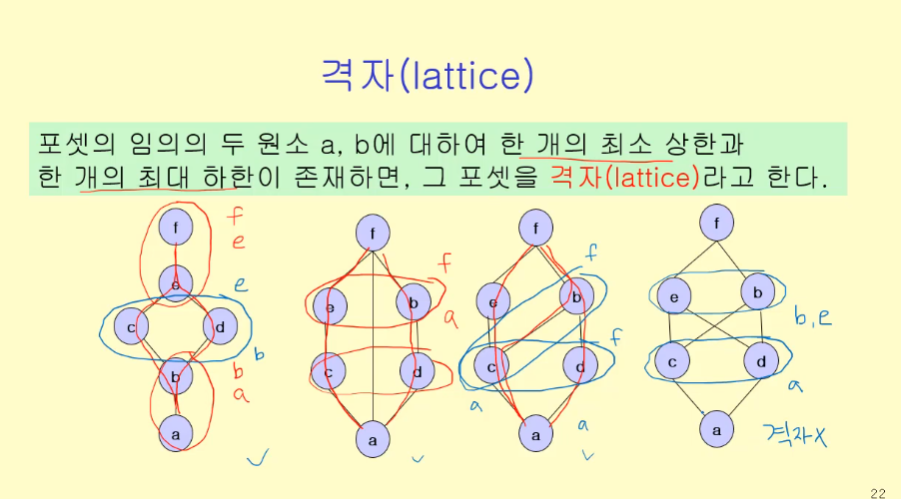 격자(lattice)
포셋의 임의의 두 원소 a, b에 대하여 한 개의 최소 상한과
한 개의 최대 하한이 존재하면, 그 포셋을 격자(lattice)라고 한다.
f
e
c
d
b
a
f
e
e
b
b
a
f
e
b
c
d
a
f
a
f
e
b
c
d
a
f
f
a
a
f
e
b
c
d
a
b, e
a
격자X
22